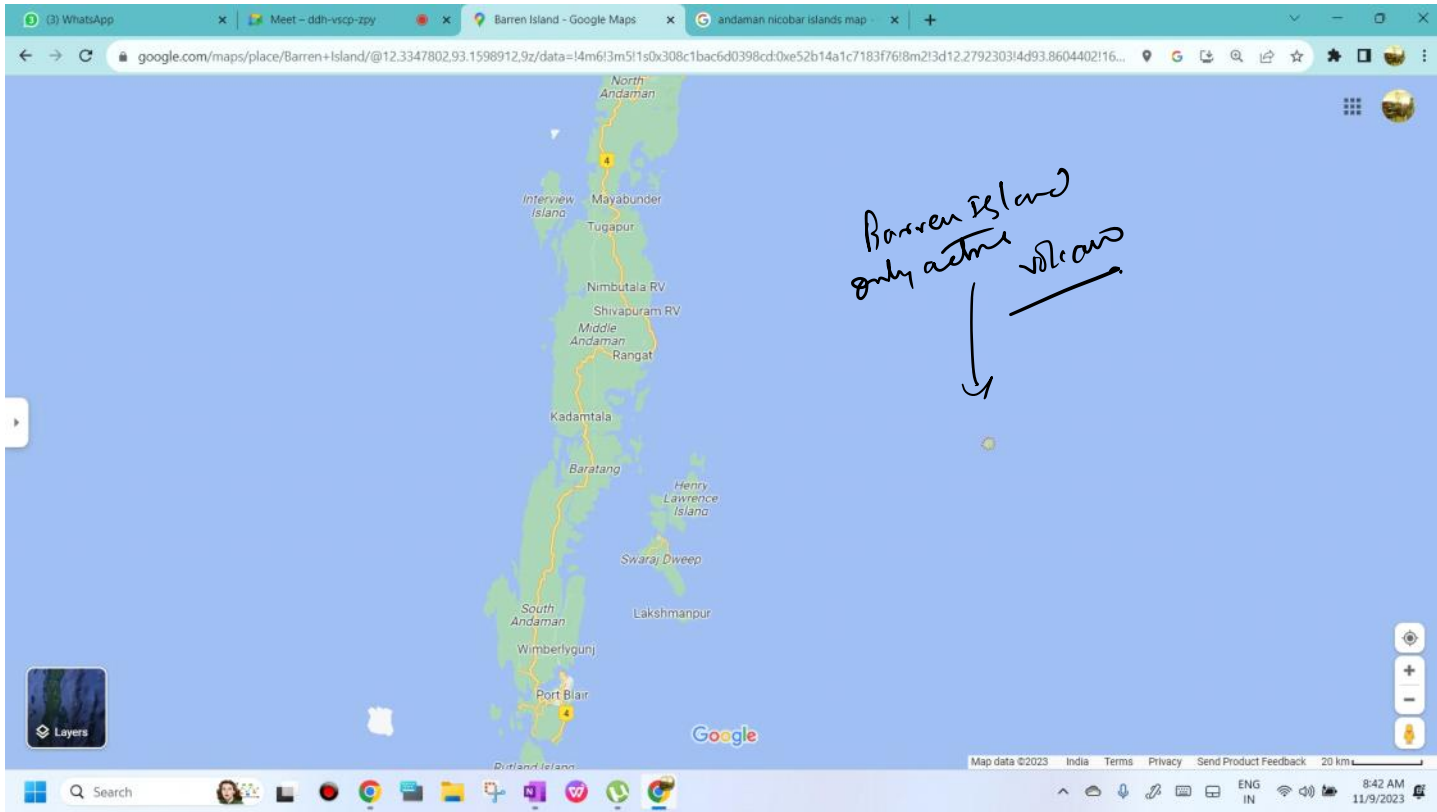 (3) WhatsApp
Meet – ddh-vscp-zpy
Barren Island - Google Maps
andaman nicobar islands map -
google.com/maps/place/Barren+Island/@12.3347802,93.1598912,9z/data=!4m6!3m5!1s0x308c1bac6d0398cd:0xe52b14a1c7183f76!8m2!3d12.2792303!4d93.8604402!16...
North
Andaman
4
Interview
Island
Mayabunder
Tugapur
Barren Island
only active volcano
Nimbutala RV
Shivapuram RV
Middle
Andaman
Rangat
Kadamtala
Baratang
Henry
Lawrence
Island
Swaraj Dweep
South
Andaman
Lakshmanpur
Wimberlygunj
Port Blair
4
Layers
Google
Rutland Island
Map data ©2023 India Terms Privacy Send Product Feedback 20 km
Search
ENG
IN
8:42 AM
11/9/2023